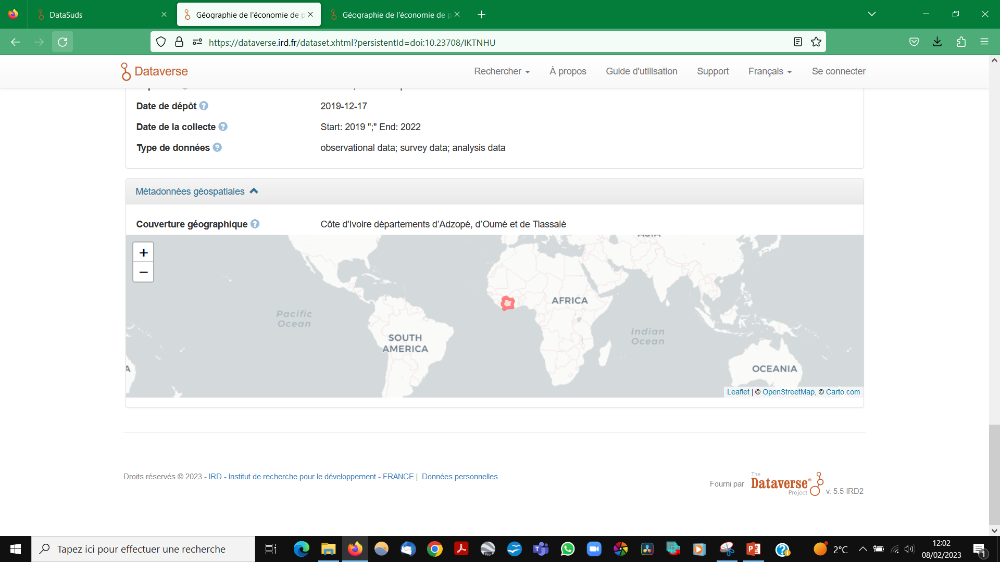 DataSuds
Géographie de l'économie de p
Géographie de l'économie de p
https://dataverse.ird.fr/dataset.xhtml?persistentId=doi:10.23708/IKTNHU
Dataverse
Rechercher
À propos
Guide d'utilisation
Support
Français
Se connecter
Date de dépôt ?
2019-12-17
Date de la collecte ?
Start: 2019 ";" End: 2022
Type de données ?
observational data; survey data; analysis data
Métadonnées géospatiales
Couverture géographique ?
Côte d'Ivoire départements d’Adzopé, d’Oumé et de Tiassalé
+
−
ASIA
AFRICA
Pacific
Ocean
SOUTH
AMERICA
Indian
Ocean
OCEANIA
A
Leaflet | © OpenStreetMap, © Carto.com
Droits réservés © 2023 - IRD - Institut de recherche pour le développement - FRANCE | Données personnelles
Fourni par
The
Dataverse®
Project
v. 5.5-IRD2
Tapez ici pour effectuer une recherche
Pro
2°C
12:02
08/02/2023
1